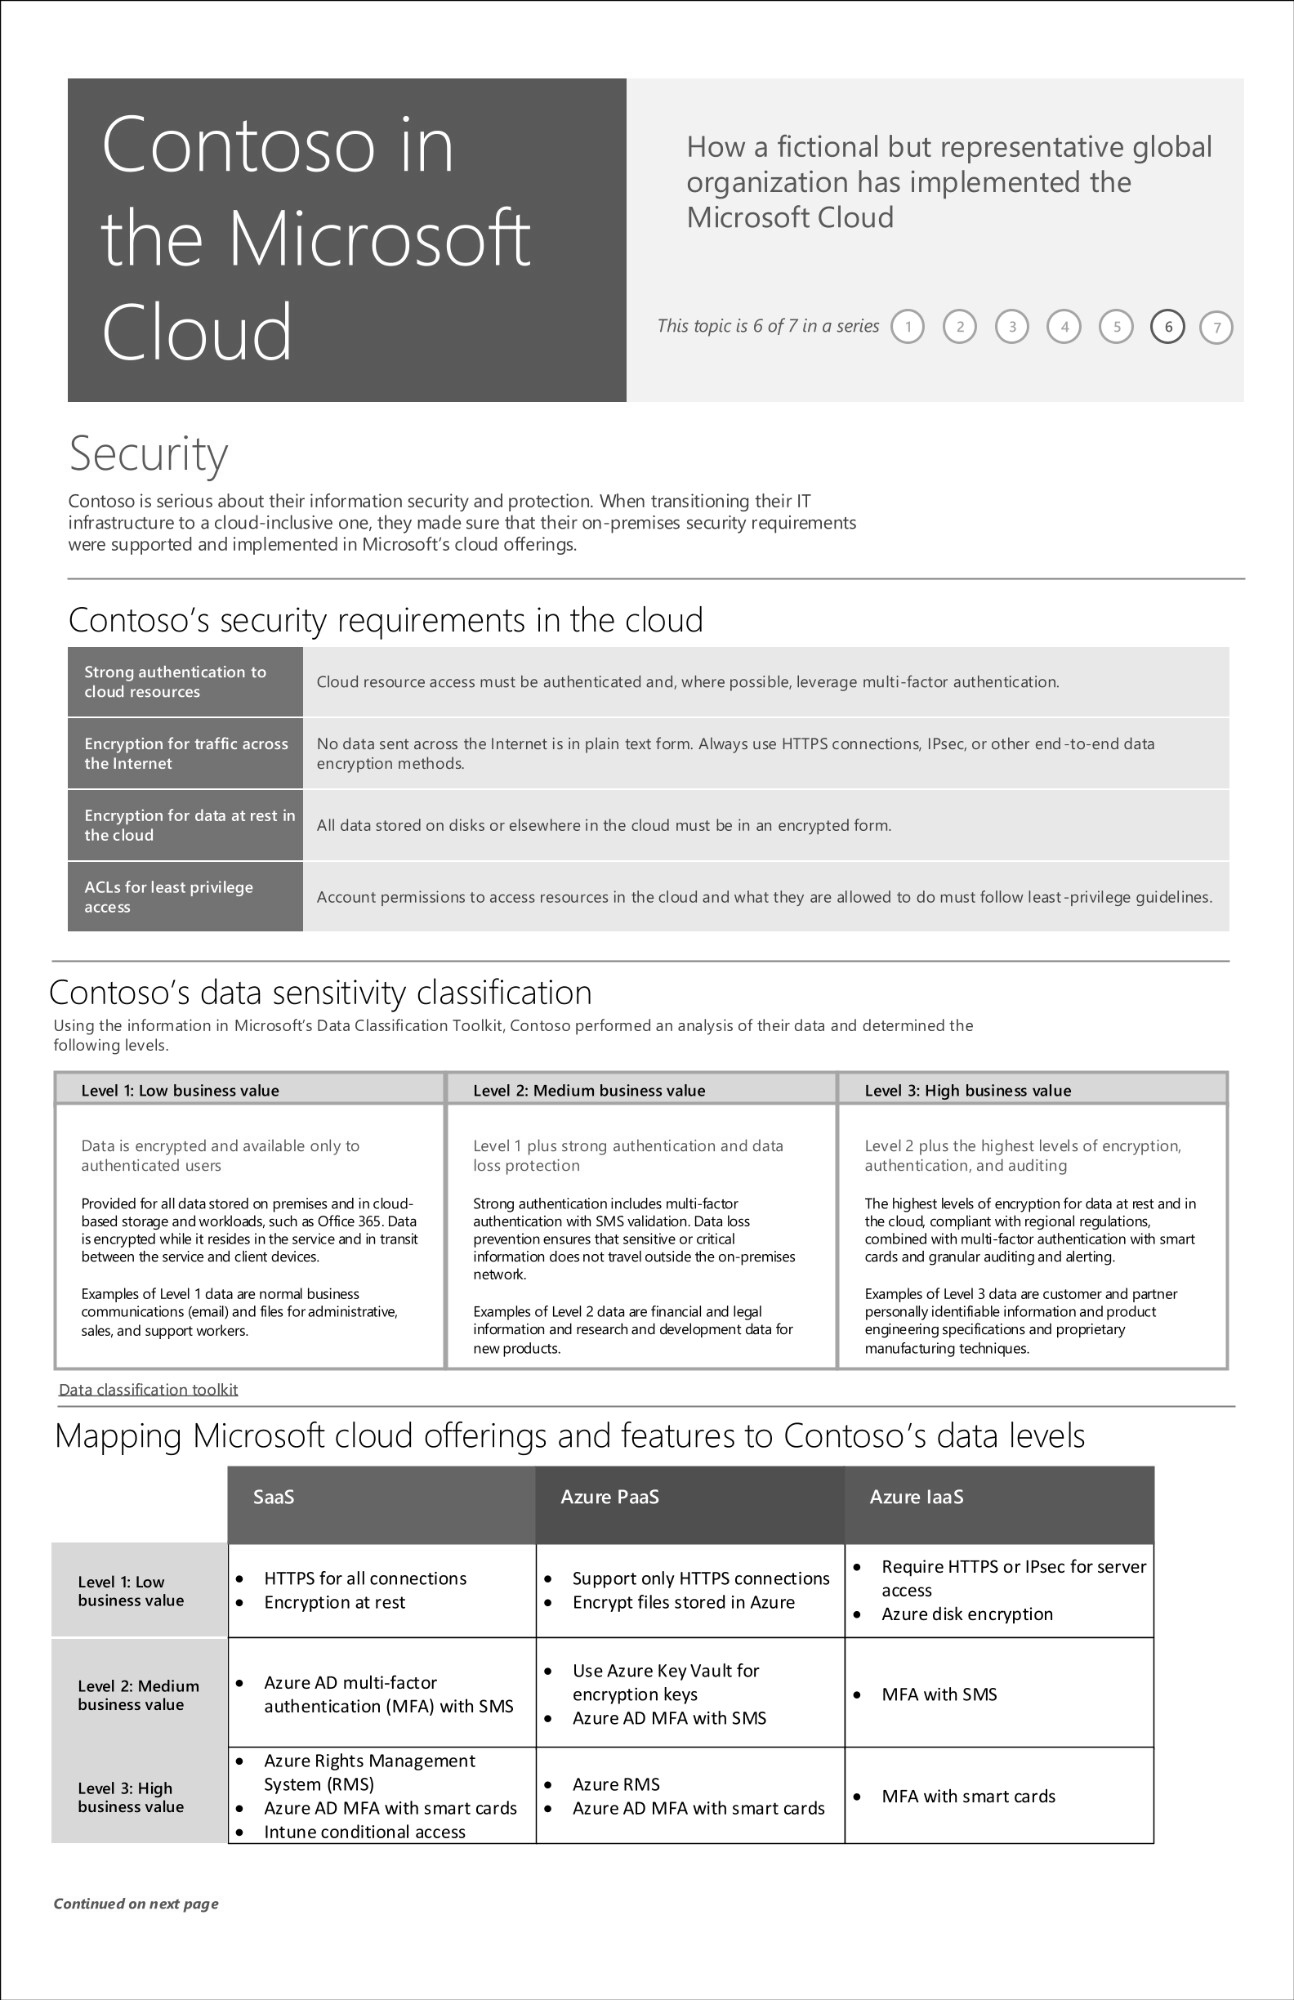 Contoso in
the Microsoft
Cloud
How a fictional but representative global
organization has implemented the
Microsoft Cloud
This topic is 6 of 7 in a series 1 2 3 4 5 6 7
Security
Contoso is serious about their information security and protection. When transitioning their IT
infrastructure to a cloud-inclusive one, they made sure that their on-premises security requirements
were supported and implemented in Microsoft's cloud offerings.
Contoso's security requirements in the cloud
Strong authentication to
cloud resources
Cloud resource access must be authenticated and, where possible, leverage multi-factor authentication.
Encryption for traffic across
the Internet
No data sent across the Internet is in plain text form. Always use HTTPS connections, IPsec, or other end-to-end data
encryption methods.
Encryption for data at rest in
the cloud
All data stored on disks or elsewhere in the cloud must be in an encrypted form.
ACLs for least privilege
access
Account permissions to access resources in the cloud and what they are allowed to do must follow least-privilege guidelines.
Contoso's data sensitivity classification
Using the information in Microsoft's Data Classification Toolkit, Contoso performed an analysis of their data and determined the
following levels.
Level 1: Low business value
Data is encrypted and available only to
authenticated users
Provided for all data stored on premises and in cloud-
based storage and workloads, such as Office 365. Data
is encrypted while it resides in the service and in transit
between the service and client devices.
Examples of Level 1 data are normal business
communications (email) and files for administrative,
sales, and support workers.
Level 2: Medium business value
Level 1 plus strong authentication and data
loss protection
Strong authentication includes multi-factor
authentication with SMS validation. Data loss
prevention ensures that sensitive or critical
information does not travel outside the on-premises
network.
Examples of Level 2 data are financial and legal
information and research and development data for
new products.
Level 3: High business value
Level 2 plus the highest levels of encryption,
authentication, and auditing
The highest levels of encryption for data at rest and in
the cloud, compliant with regional regulations,
combined with multi-factor authentication with smart
cards and granular auditing and alerting.
Examples of Level 3 data are customer and partner
personally identifiable information and product
engineering specifications and proprietary
manufacturing techniques.
Data classification toolkit
Mapping Microsoft cloud offerings and features to Contoso's data levels
SaaS
Azure PaaS
Azure IaaS
Level 1: Low
business value
• HTTPS for all connections
• Encryption at rest
• Support only HTTPS connections
• Encrypt files stored in Azure
• Require HTTPS or IPsec for server
access
• Azure disk encryption
Level 2: Medium
business value
• Azure AD multi-factor
authentication (MFA) with SMS
• Use Azure Key Vault for
encryption keys
• Azure AD MFA with SMS
• MFA with SMS
Level 3: High
business value
• Azure Rights Management
System (RMS)
• Azure AD MFA with smart cards
• Intune conditional access
• Azure RMS
• Azure AD MFA with smart cards
• MFA with smart cards
Continued on next page